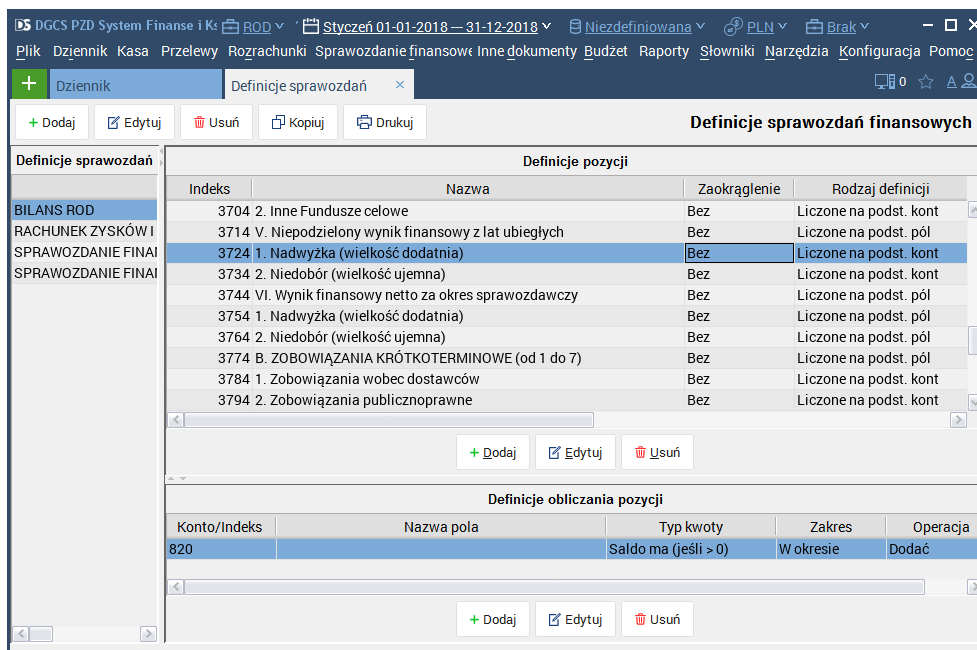 DGCS PZD System Finanse i Ks ROD Styczeń 01-01-2018 — 31-12-2018 Niezdefiniowana PLN Brak
Plik Dziennik Kasa Przelewy Rozrachunki Sprawozdanie finansowe Inne dokumenty Budżet Raporty Słowniki Narzędzia Konfiguracja Pomoc
+ Dziennik Definicje sprawozdań × 0 A
+ Dodaj Edytuj Usuń Kopiuj Drukuj Definicje sprawozdań finansowych
Definicje sprawozdań
BILANS ROD
RACHUNEK ZYSKÓW I
SPRAWOZDANIE FINAN
SPRAWOZDANIE FINAN
Definicje pozycji
Indeks Nazwa Zaokrąglenie Rodzaj definicji
3704 2. Inne Fundusze celowe Bez Liczone na podst. kont
3714 V. Niepodzielony wynik finansowy z lat ubiegłych Bez Liczone na podst. pól
3724 1. Nadwyżka (wielkość dodatnia) Bez Liczone na podst. kont
3734 2. Niedobór (wielkość ujemna) Bez Liczone na podst. kont
3744 VI. Wynik finansowy netto za okres sprawozdawczy Bez Liczone na podst. pól
3754 1. Nadwyżka (wielkość dodatnia) Bez Liczone na podst. pól
3764 2. Niedobór (wielkość ujemna) Bez Liczone na podst. pól
3774 B. ZOBOWIĄZANIA KRÓTKOTERMINOWE (od 1 do 7) Bez Liczone na podst. pól
3784 1. Zobowiązania wobec dostawców Bez Liczone na podst. kont
3794 2. Zobowiązania publicznoprawne Bez Liczone na podst. kont
+ Dodaj Edytuj Usuń
Definicje obliczania pozycji
Konto/Indeks Nazwa pola Typ kwoty Zakres Operacja
820 Saldo ma (jeśli > 0) W okresie Dodać
+ Dodaj Edytuj Usuń